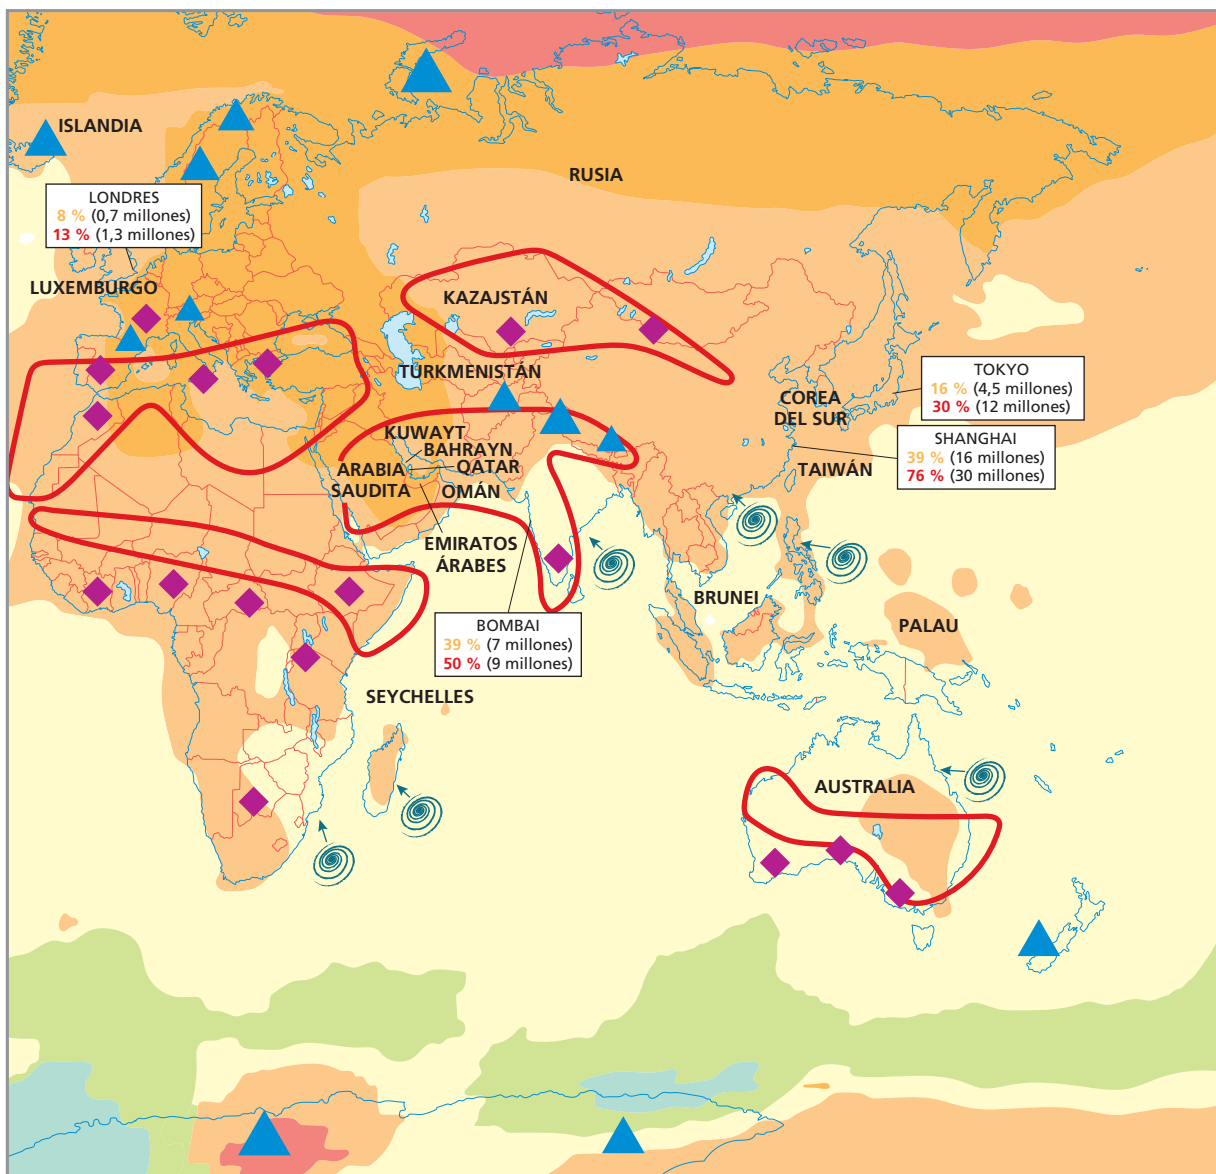 ISLANDIA
RUSIA
LONDRES
8 % (0,7 millones)
13 % (1,3 millones)
LUXEMBURGO
KAZAJSTÁN
TURKMENISTÁN
TOKYO
16 % (4,5 millones)
30 % (12 millones)
COREA
DEL SUR
SHANGHAI
39 % (16 millones)
76 % (30 millones)
TAIWÁN
KUWAYT
BAHRAYN
QATAR
ARABIA
SAUDITA
OMÁN
EMIRATOS
ÁRABES
BRUNEI
BOMBAI
39 % (7 millones)
50 % (9 millones)
PALAU
SEYCHELLES
AUSTRALIA